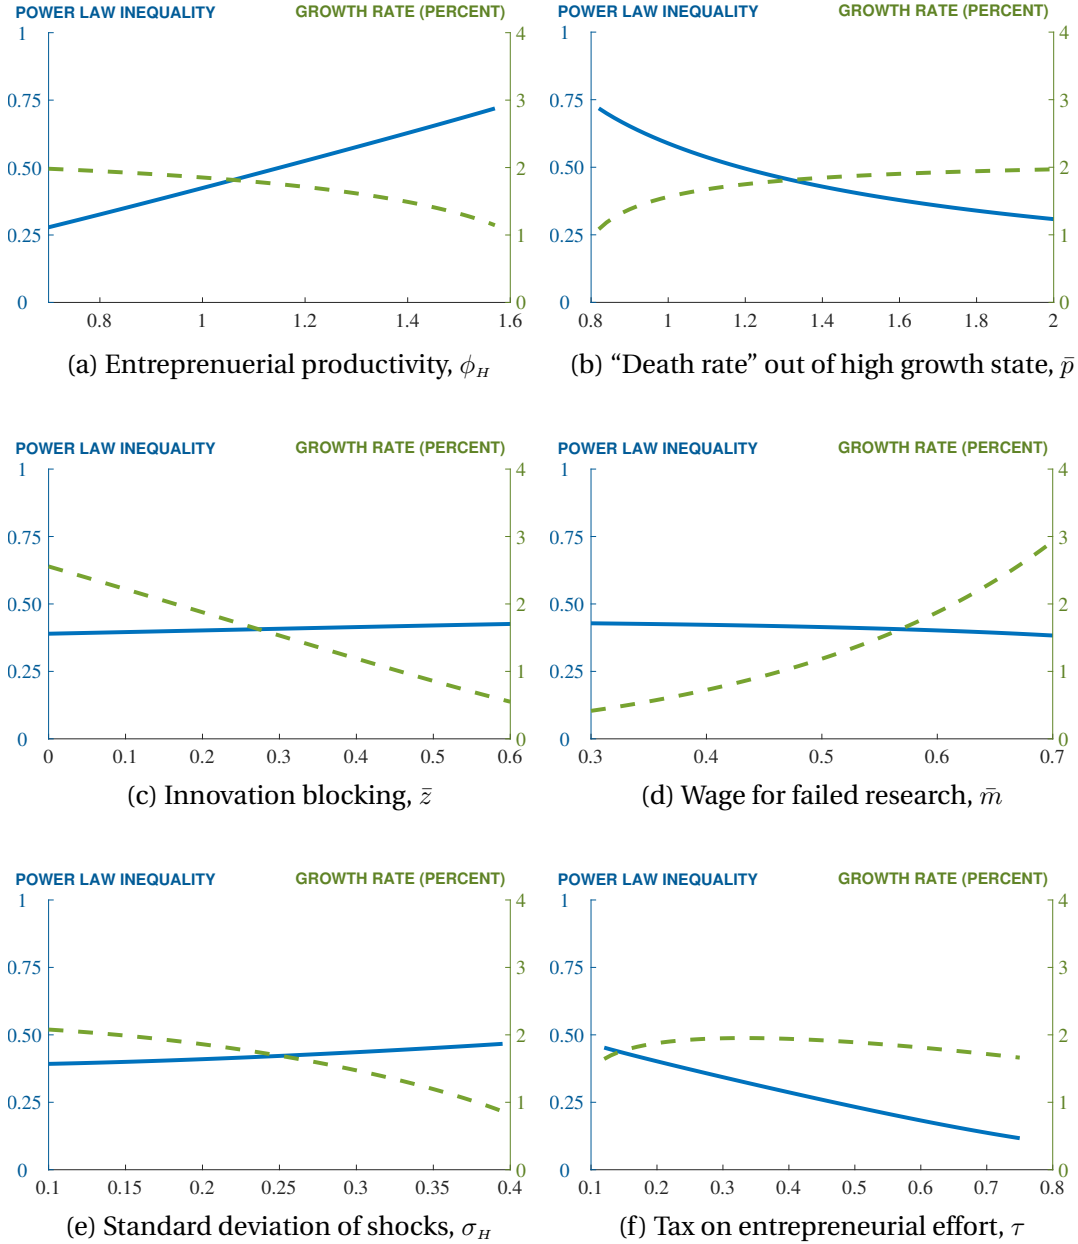 POWER LAW INEQUALITY GROWTH RATE (PERCENT)
1 4
0.75 3
0.50 2
0.25 1
0 0
0.8 1 1.2 1.4 1.6
(a) Entreprenuerial productivity, ϕ_H
POWER LAW INEQUALITY GROWTH RATE (PERCENT)
1 4
0.75 3
0.50 2
0.25 1
0 0
0.8 1 1.2 1.4 1.6 1.8 2
(b) “Death rate” out of high growth state, p̄
POWER LAW INEQUALITY GROWTH RATE (PERCENT)
1 4
0.75 3
0.50 2
0.25 1
0 0
0 0.1 0.2 0.3 0.4 0.5 0.6
(c) Innovation blocking, z̄
POWER LAW INEQUALITY GROWTH RATE (PERCENT)
1 4
0.75 3
0.50 2
0.25 1
0 0
0.3 0.4 0.5 0.6 0.7
(d) Wage for failed research, m̄
POWER LAW INEQUALITY GROWTH RATE (PERCENT)
1 4
0.75 3
0.50 2
0.25 1
0 0
0.1 0.15 0.2 0.25 0.3 0.35 0.4
(e) Standard deviation of shocks, σ_H
POWER LAW INEQUALITY GROWTH RATE (PERCENT)
1 4
0.75 3
0.50 2
0.25 1
0 0
0.1 0.2 0.3 0.4 0.5 0.6 0.7 0.8
(f) Tax on entrepreneurial effort, τ